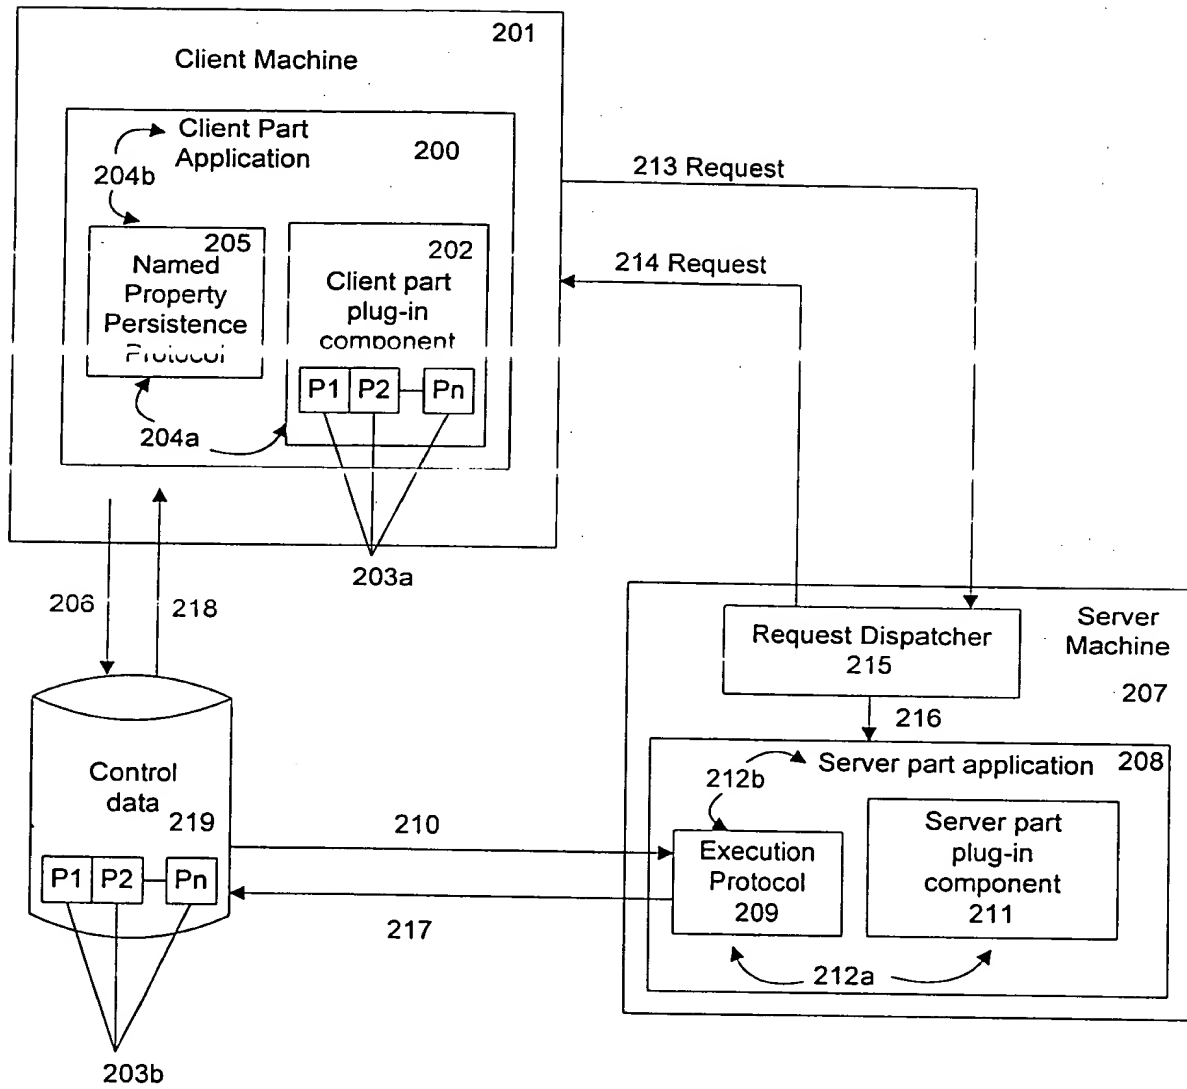 201
Client Machine
Client Part
Application
200
204b
213 Request
205
Named
Property
Persistence
Protocol
202
Client part
plug-in
component
214 Request
P1 P2 Pn
204a
203a
206
218
Request Dispatcher
215
Server
Machine
207
216
Control
data
219
P1 P2 Pn
210
217
208
Server part application
212b
Execution
Protocol
209
Server part
plug-in
component
211
212a
203b